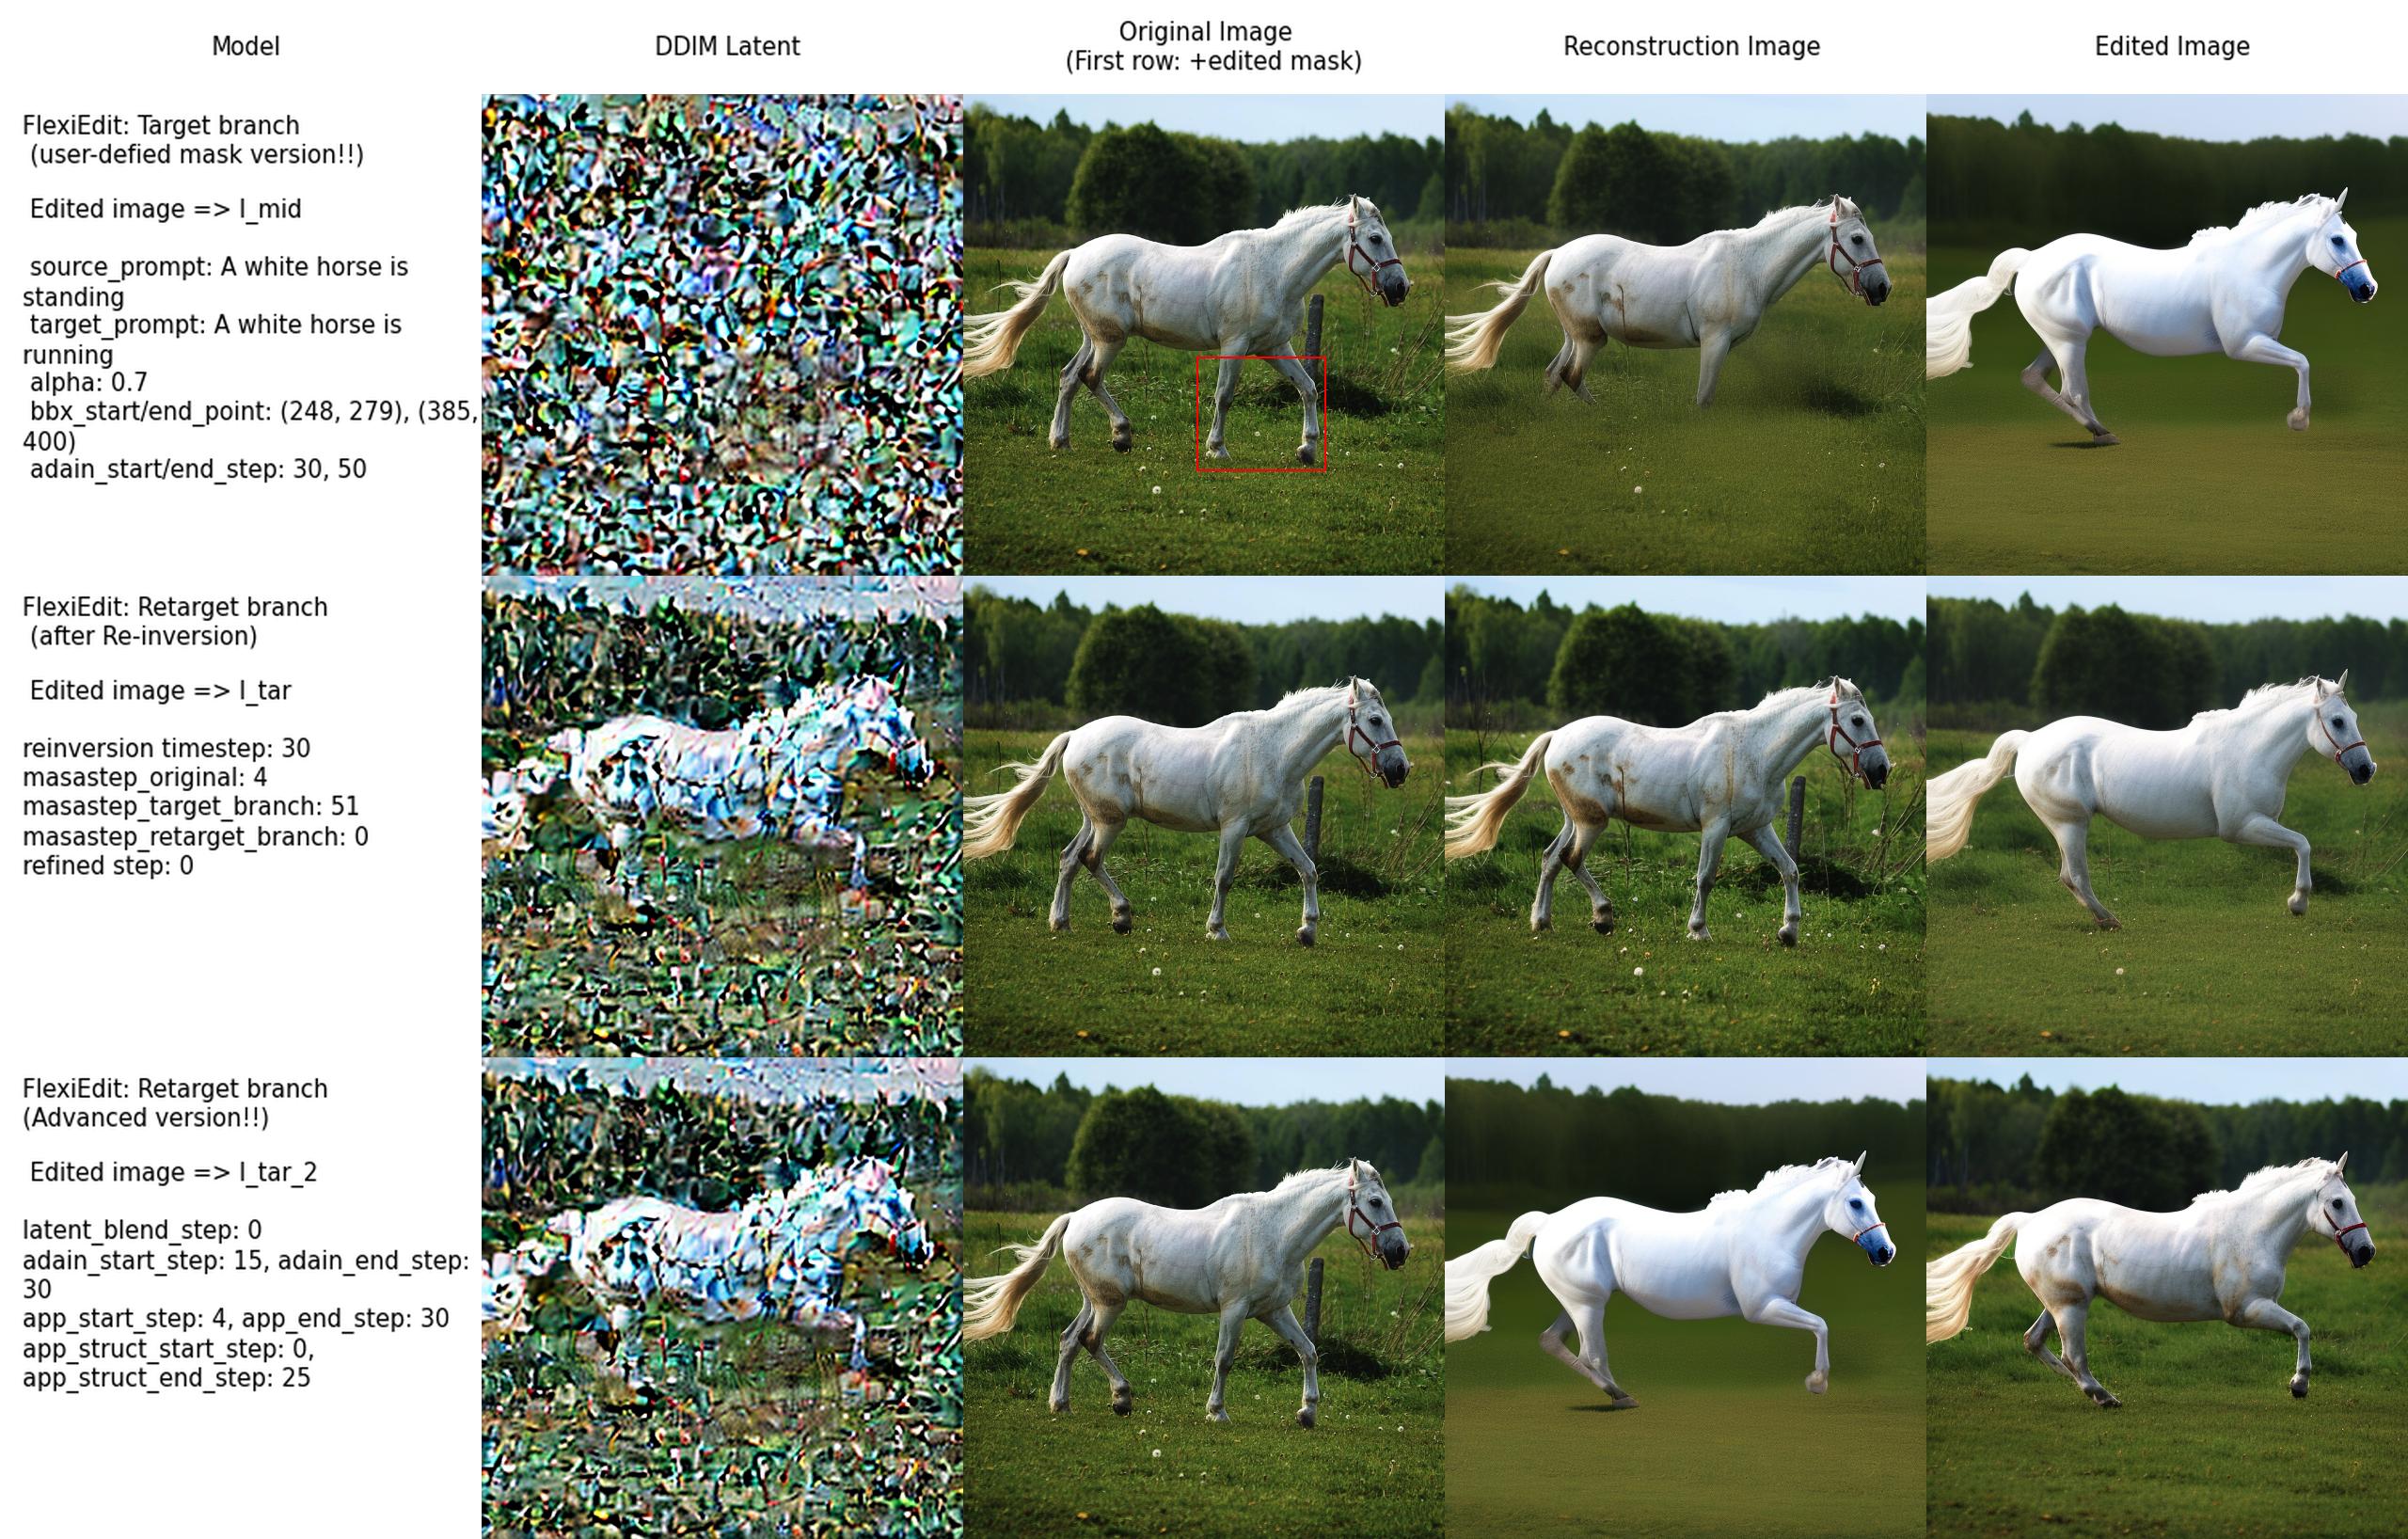 Model
DDIM Latent
Original Image
(First row: +edited mask)
Reconstruction Image
Edited Image
FlexiEdit: Target branch
(user-defied mask version!!)
Edited image => I_mid
source_prompt: A white horse is
standing
target_prompt: A white horse is
running
alpha: 0.7
bbx_start/end_point: (248, 279), (385,
400)
adain_start/end_step: 30, 50
FlexiEdit: Retarget branch
(after Re-inversion)
Edited image => I_tar
reinversion timestep: 30
masastep_original: 4
masastep_target_branch: 51
masastep_retarget_branch: 0
refined step: 0
FlexiEdit: Retarget branch
(Advanced version!!)
Edited image => I_tar_2
latent_blend_step: 0
adain_start_step: 15, adain_end_step:
30
app_start_step: 4, app_end_step: 30
app_struct_start_step: 0,
app_struct_end_step: 25